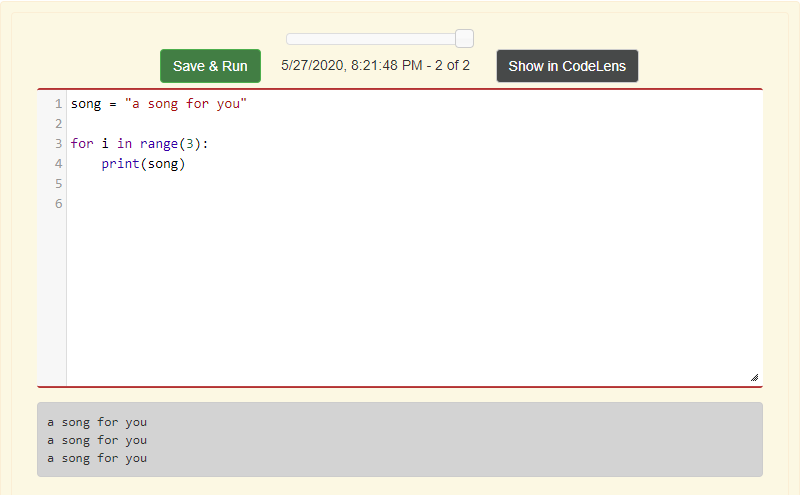 Save & Run 5/27/2020, 8:21:48 PM - 2 of 2 Show in CodeLens
1 song = "a song for you"
2
3 for i in range(3):
4     print(song)
5
6
a song for you
a song for you
a song for you